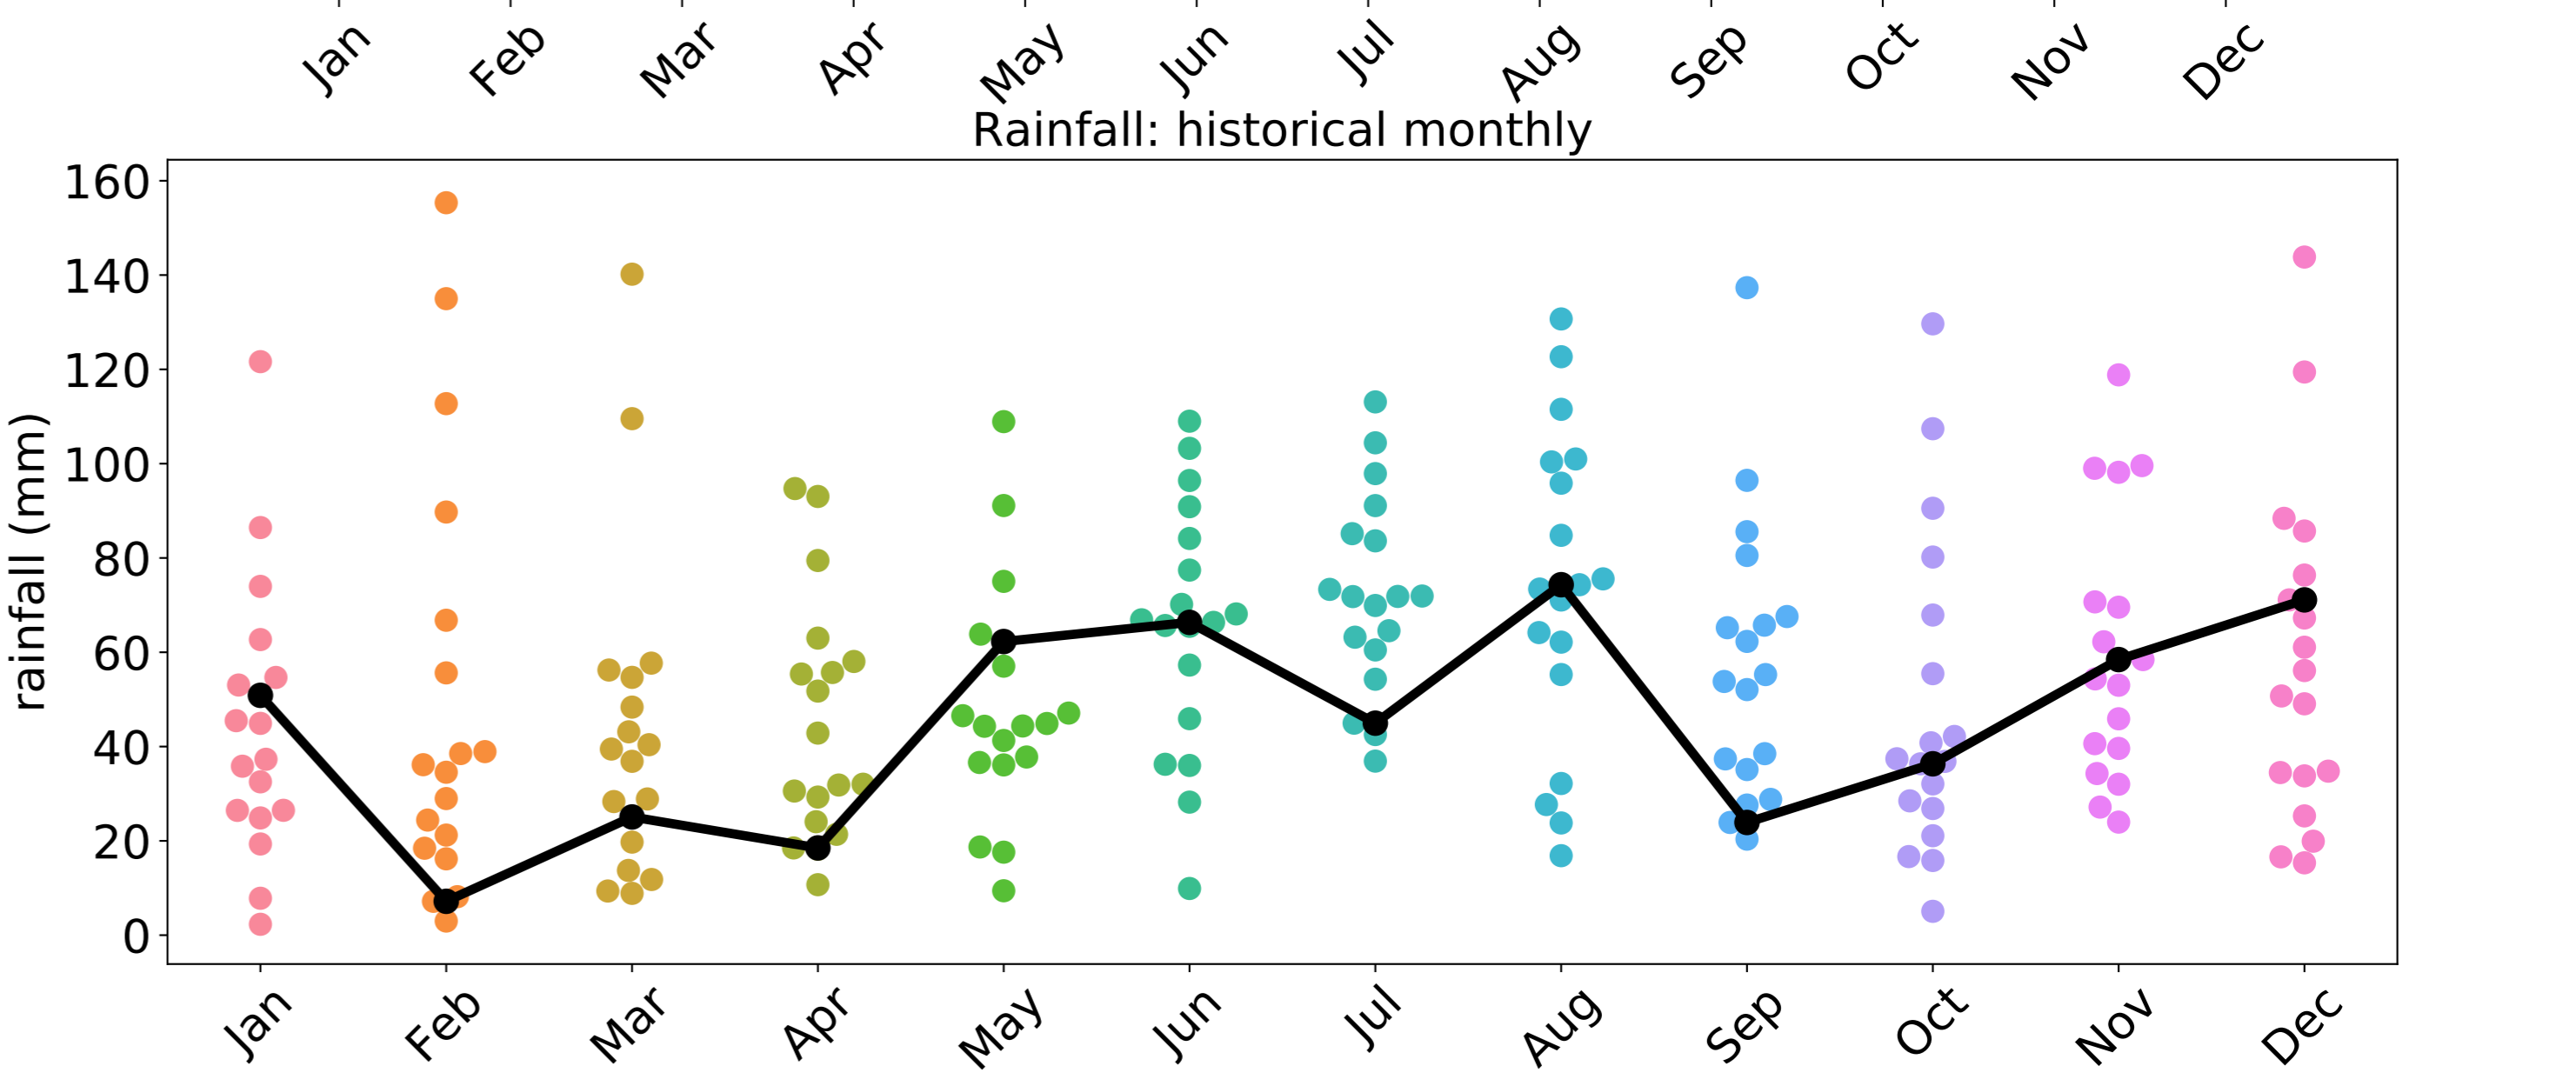 Jan Feb Mar Apr May Jun Jul Aug Sep Oct Nov Dec
Rainfall: historical monthly
160
140
120
100
80
60
40
20
0
rainfall (mm)
Jan Feb Mar Apr May Jun Jul Aug Sep Oct Nov Dec